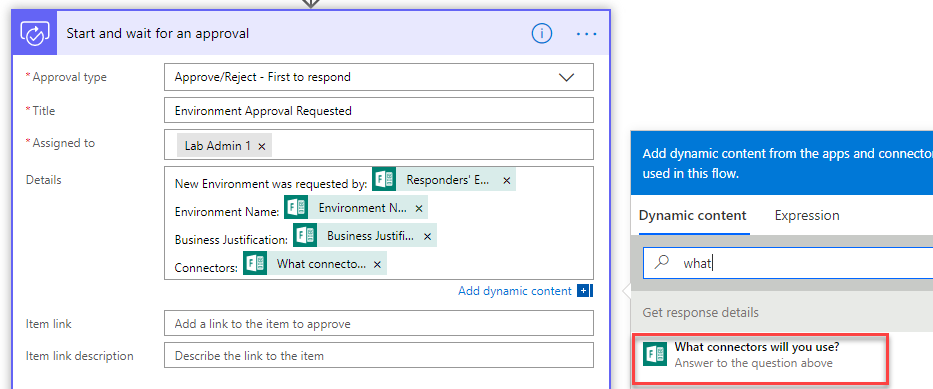 Start and wait for an approval
* Approval type
Approve/Reject - First to respond
* Title
Environment Approval Requested
* Assigned to
Lab Admin 1 ×
Details
New Environment was requested by: Responders' E... ×
Environment Name: Environment N... ×
Business Justification: Business Justifi... ×
Connectors: What connecto... ×
Add dynamic content
Item link
Add a link to the item to approve
Item link description
Describe the link to the item
Add dynamic content from the apps and connector
used in this flow.
Dynamic content Expression
what
Get response details
What connectors will you use?
Answer to the question above